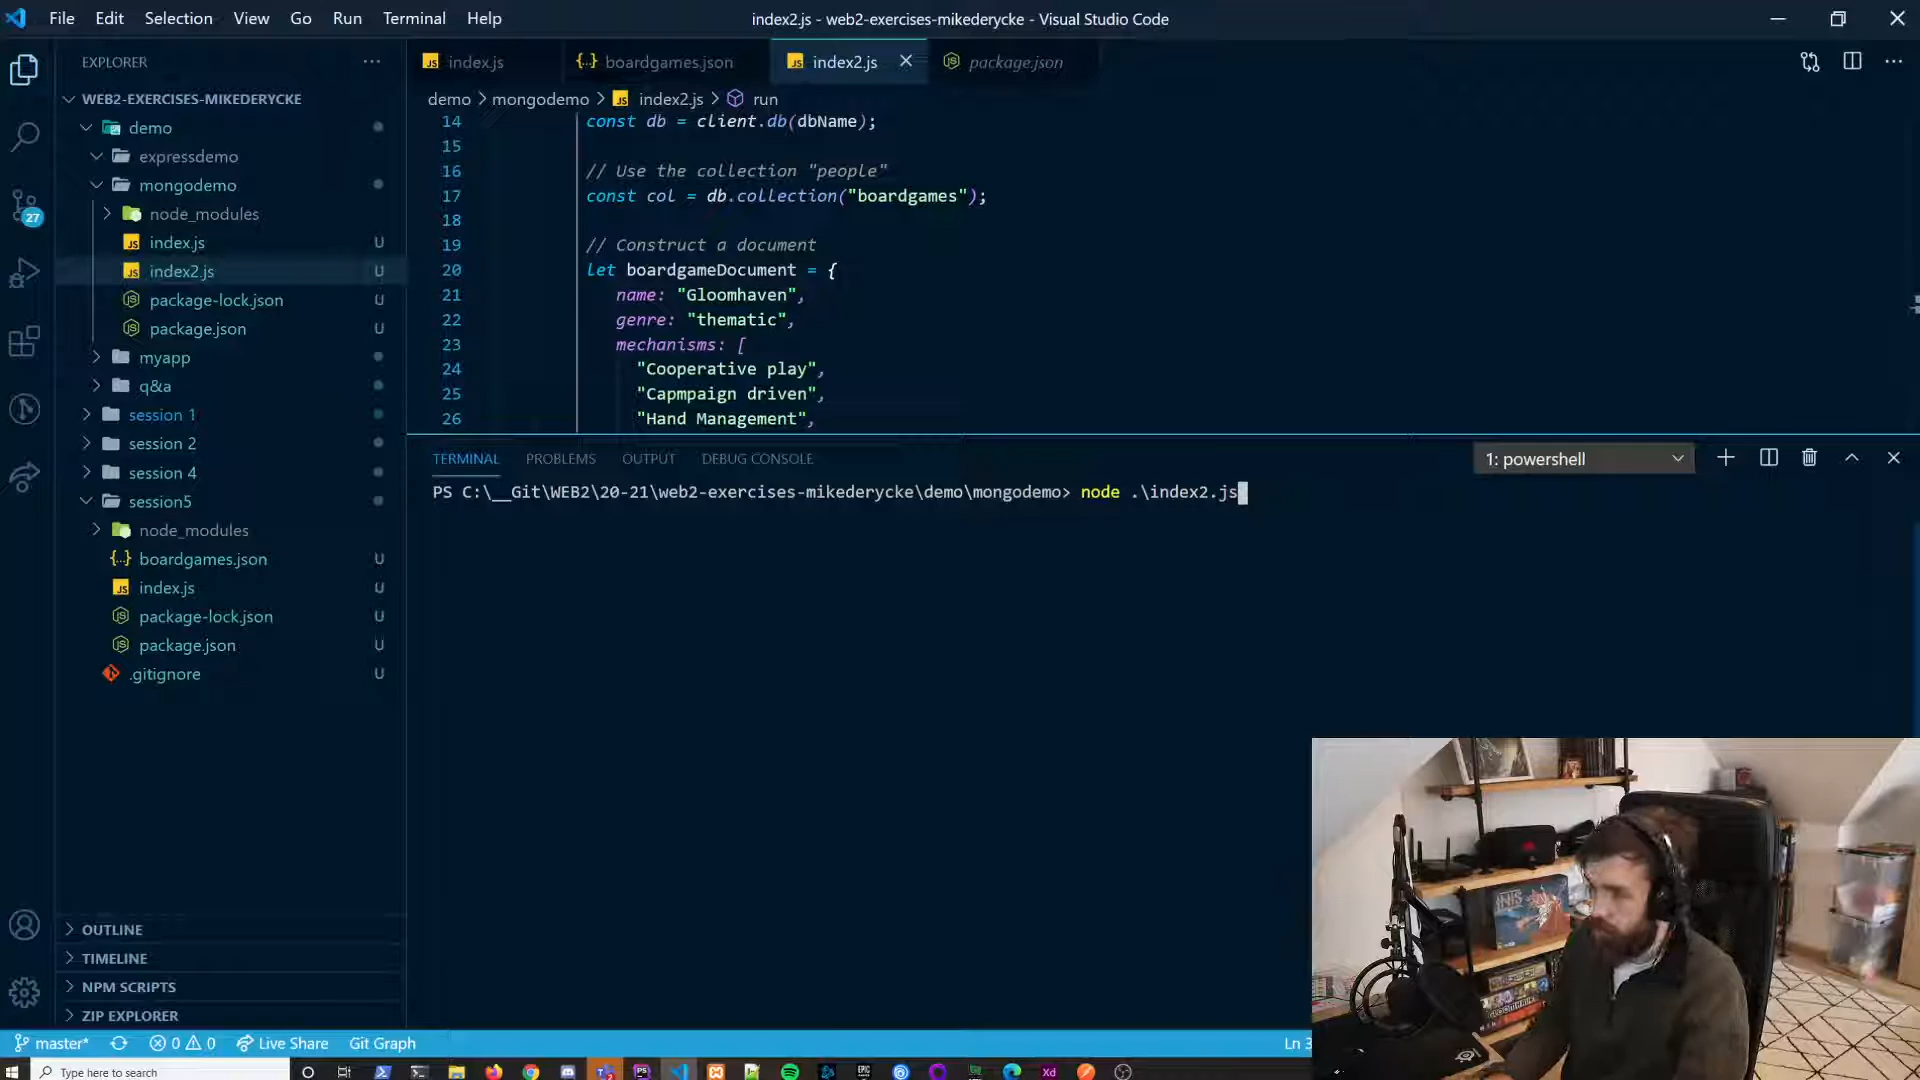 File Edit Selection View Go Run Terminal Help
index2.js - web2-exercises-mikederycke - Visual Studio Code
EXPLORER
WEB2-EXERCISES-MIKEDERYCKE
demo
expressdemo
mongodemo
node_modules
index.js U
index2.js U
package-lock.json U
package.json U
myapp
q&a
session 1
session 2
session 4
session5
node_modules
boardgames.json U
index.js U
package-lock.json U
package.json U
.gitignore U
OUTLINE
TIMELINE
NPM SCRIPTS
ZIP EXPLORER
27
index.js boardgames.json index2.js package.json
demo > mongodemo > index2.js > run
14 const db = client.db(dbName);
15
16 // Use the collection "people"
17 const col = db.collection("boardgames");
18
19 // Construct a document
20 let boardgameDocument = {
21 name: "Gloomhaven",
22 genre: "thematic",
23 mechanisms: [
24 "Cooperative play",
25 "Capmpaign driven",
26 "Hand Management",
TERMINAL PROBLEMS OUTPUT DEBUG CONSOLE
1: powershell
PS C:\__Git\WEB2\20-21\web2-exercises-mikederycke\demo\mongodemo> node .\index2.js
INIS
GLOOMHAVEN
master* 0 0 Live Share Git Graph
Ln 3
Type here to search
Xd